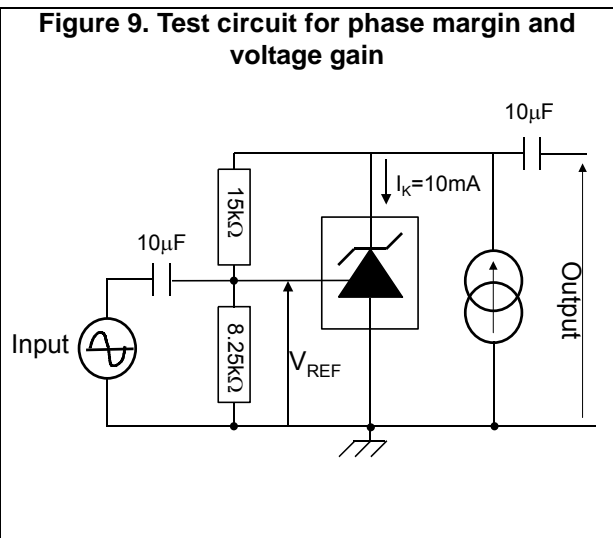 Figure 9. Test circuit for phase margin and
voltage gain
10μF
I_K=10mA
15kΩ
10μF
Output
Input
8.25kΩ
V_REF